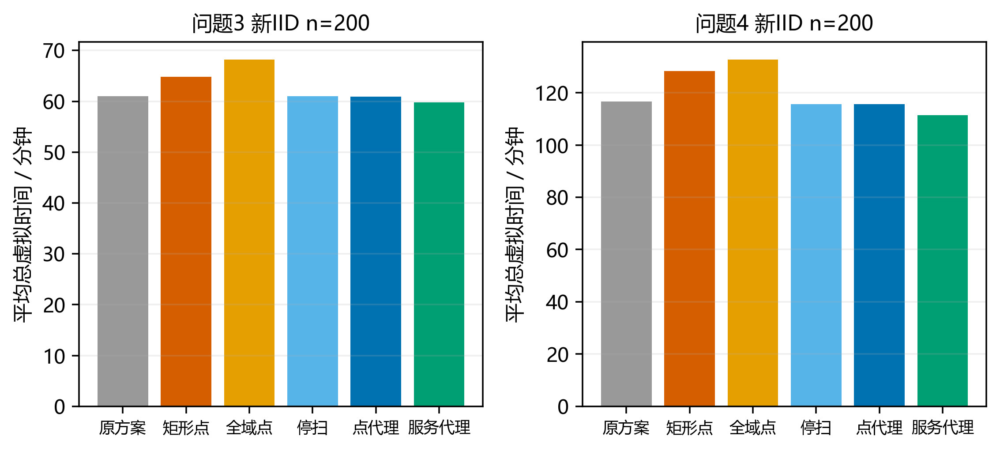 问题3 新IID n=200
平均总虚拟时间 / 分钟
70
60
50
40
30
20
10
0
原方案 矩形点 全域点 停扫 点代理 服务代理
问题4 新IID n=200
平均总虚拟时间 / 分钟
120
100
80
60
40
20
0
原方案 矩形点 全域点 停扫 点代理 服务代理